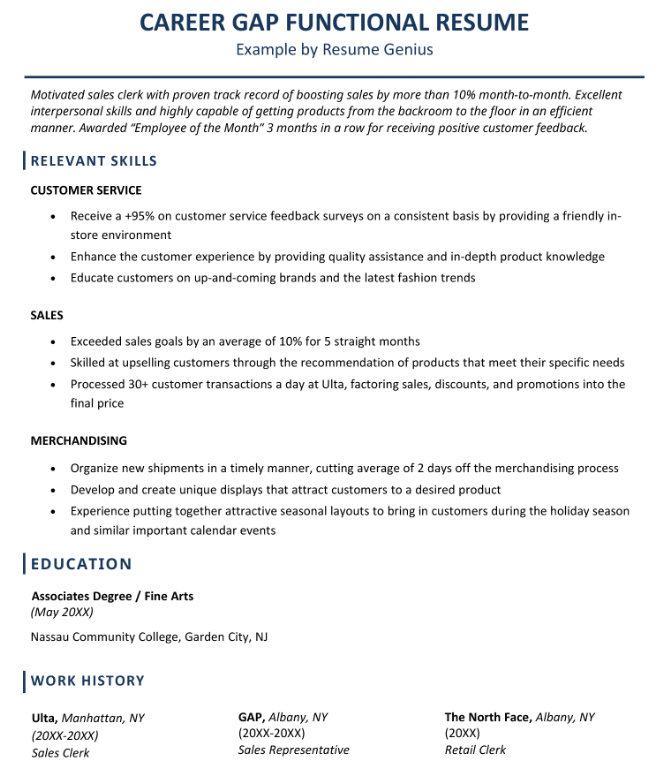 CAREER GAP FUNCTIONAL RESUME
Example by Resume Genius
Motivated sales clerk with proven track record of boosting sales by more than 10% month-to-month. Excellent
interpersonal skills and highly capable of getting products from the backroom to the floor in an efficient
manner. Awarded “Employee of the Month” 3 months in a row for receiving positive customer feedback.
RELEVANT SKILLS
CUSTOMER SERVICE
• Receive a +95% on customer service feedback surveys on a consistent basis by providing a friendly in-
store environment
• Enhance the customer experience by providing quality assistance and in-depth product knowledge
• Educate customers on up-and-coming brands and the latest fashion trends
SALES
• Exceeded sales goals by an average of 10% for 5 straight months
• Skilled at upselling customers through the recommendation of products that meet their specific needs
• Processed 30+ customer transactions a day at Ulta, factoring sales, discounts, and promotions into the
final price
MERCHANDISING
• Organize new shipments in a timely manner, cutting average of 2 days off the merchandising process
• Develop and create unique displays that attract customers to a desired product
• Experience putting together attractive seasonal layouts to bring in customers during the holiday season
and similar important calendar events
EDUCATION
Associates Degree / Fine Arts
(May 20XX)
Nassau Community College, Garden City, NJ
WORK HISTORY
Ulta, Manhattan, NY
(20XX-20XX)
Sales Clerk
GAP, Albany, NY
(20XX-20XX)
Sales Representative
The North Face, Albany, NY
(20XX)
Retail Clerk